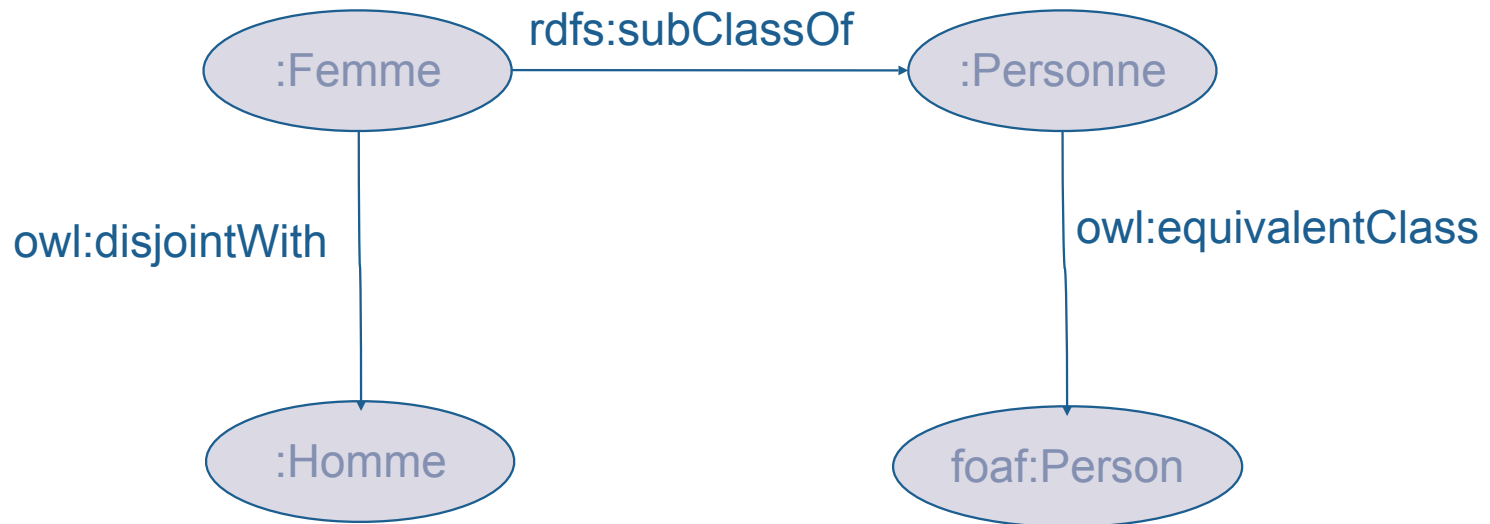 rdfs:subClassOf
:Femme
:Personne
owl:disjointWith
owl:equivalentClass
:Homme
foaf:Person